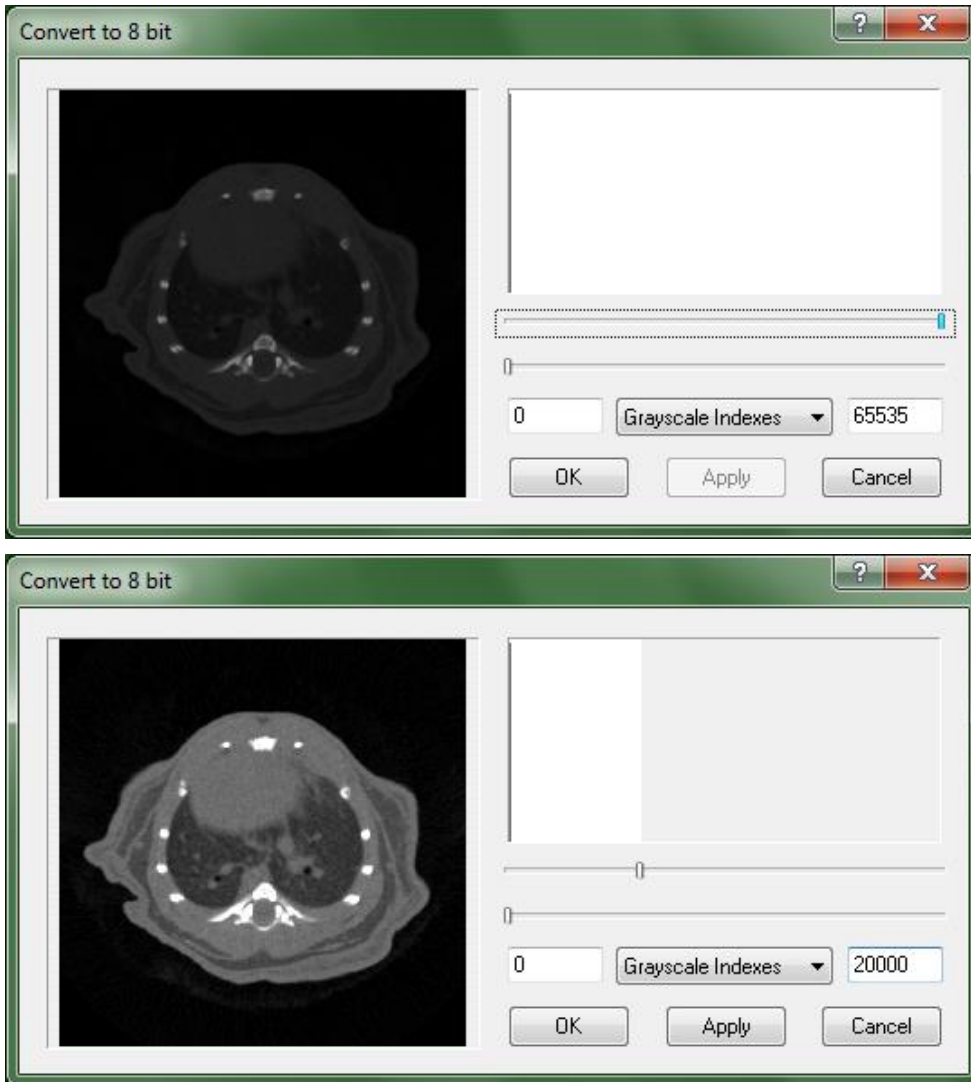 Convert to 8 bit
?
X
0
Grayscale Indexes
65535
OK
Apply
Cancel
Convert to 8 bit
?
X
0
Grayscale Indexes
20000
OK
Apply
Cancel